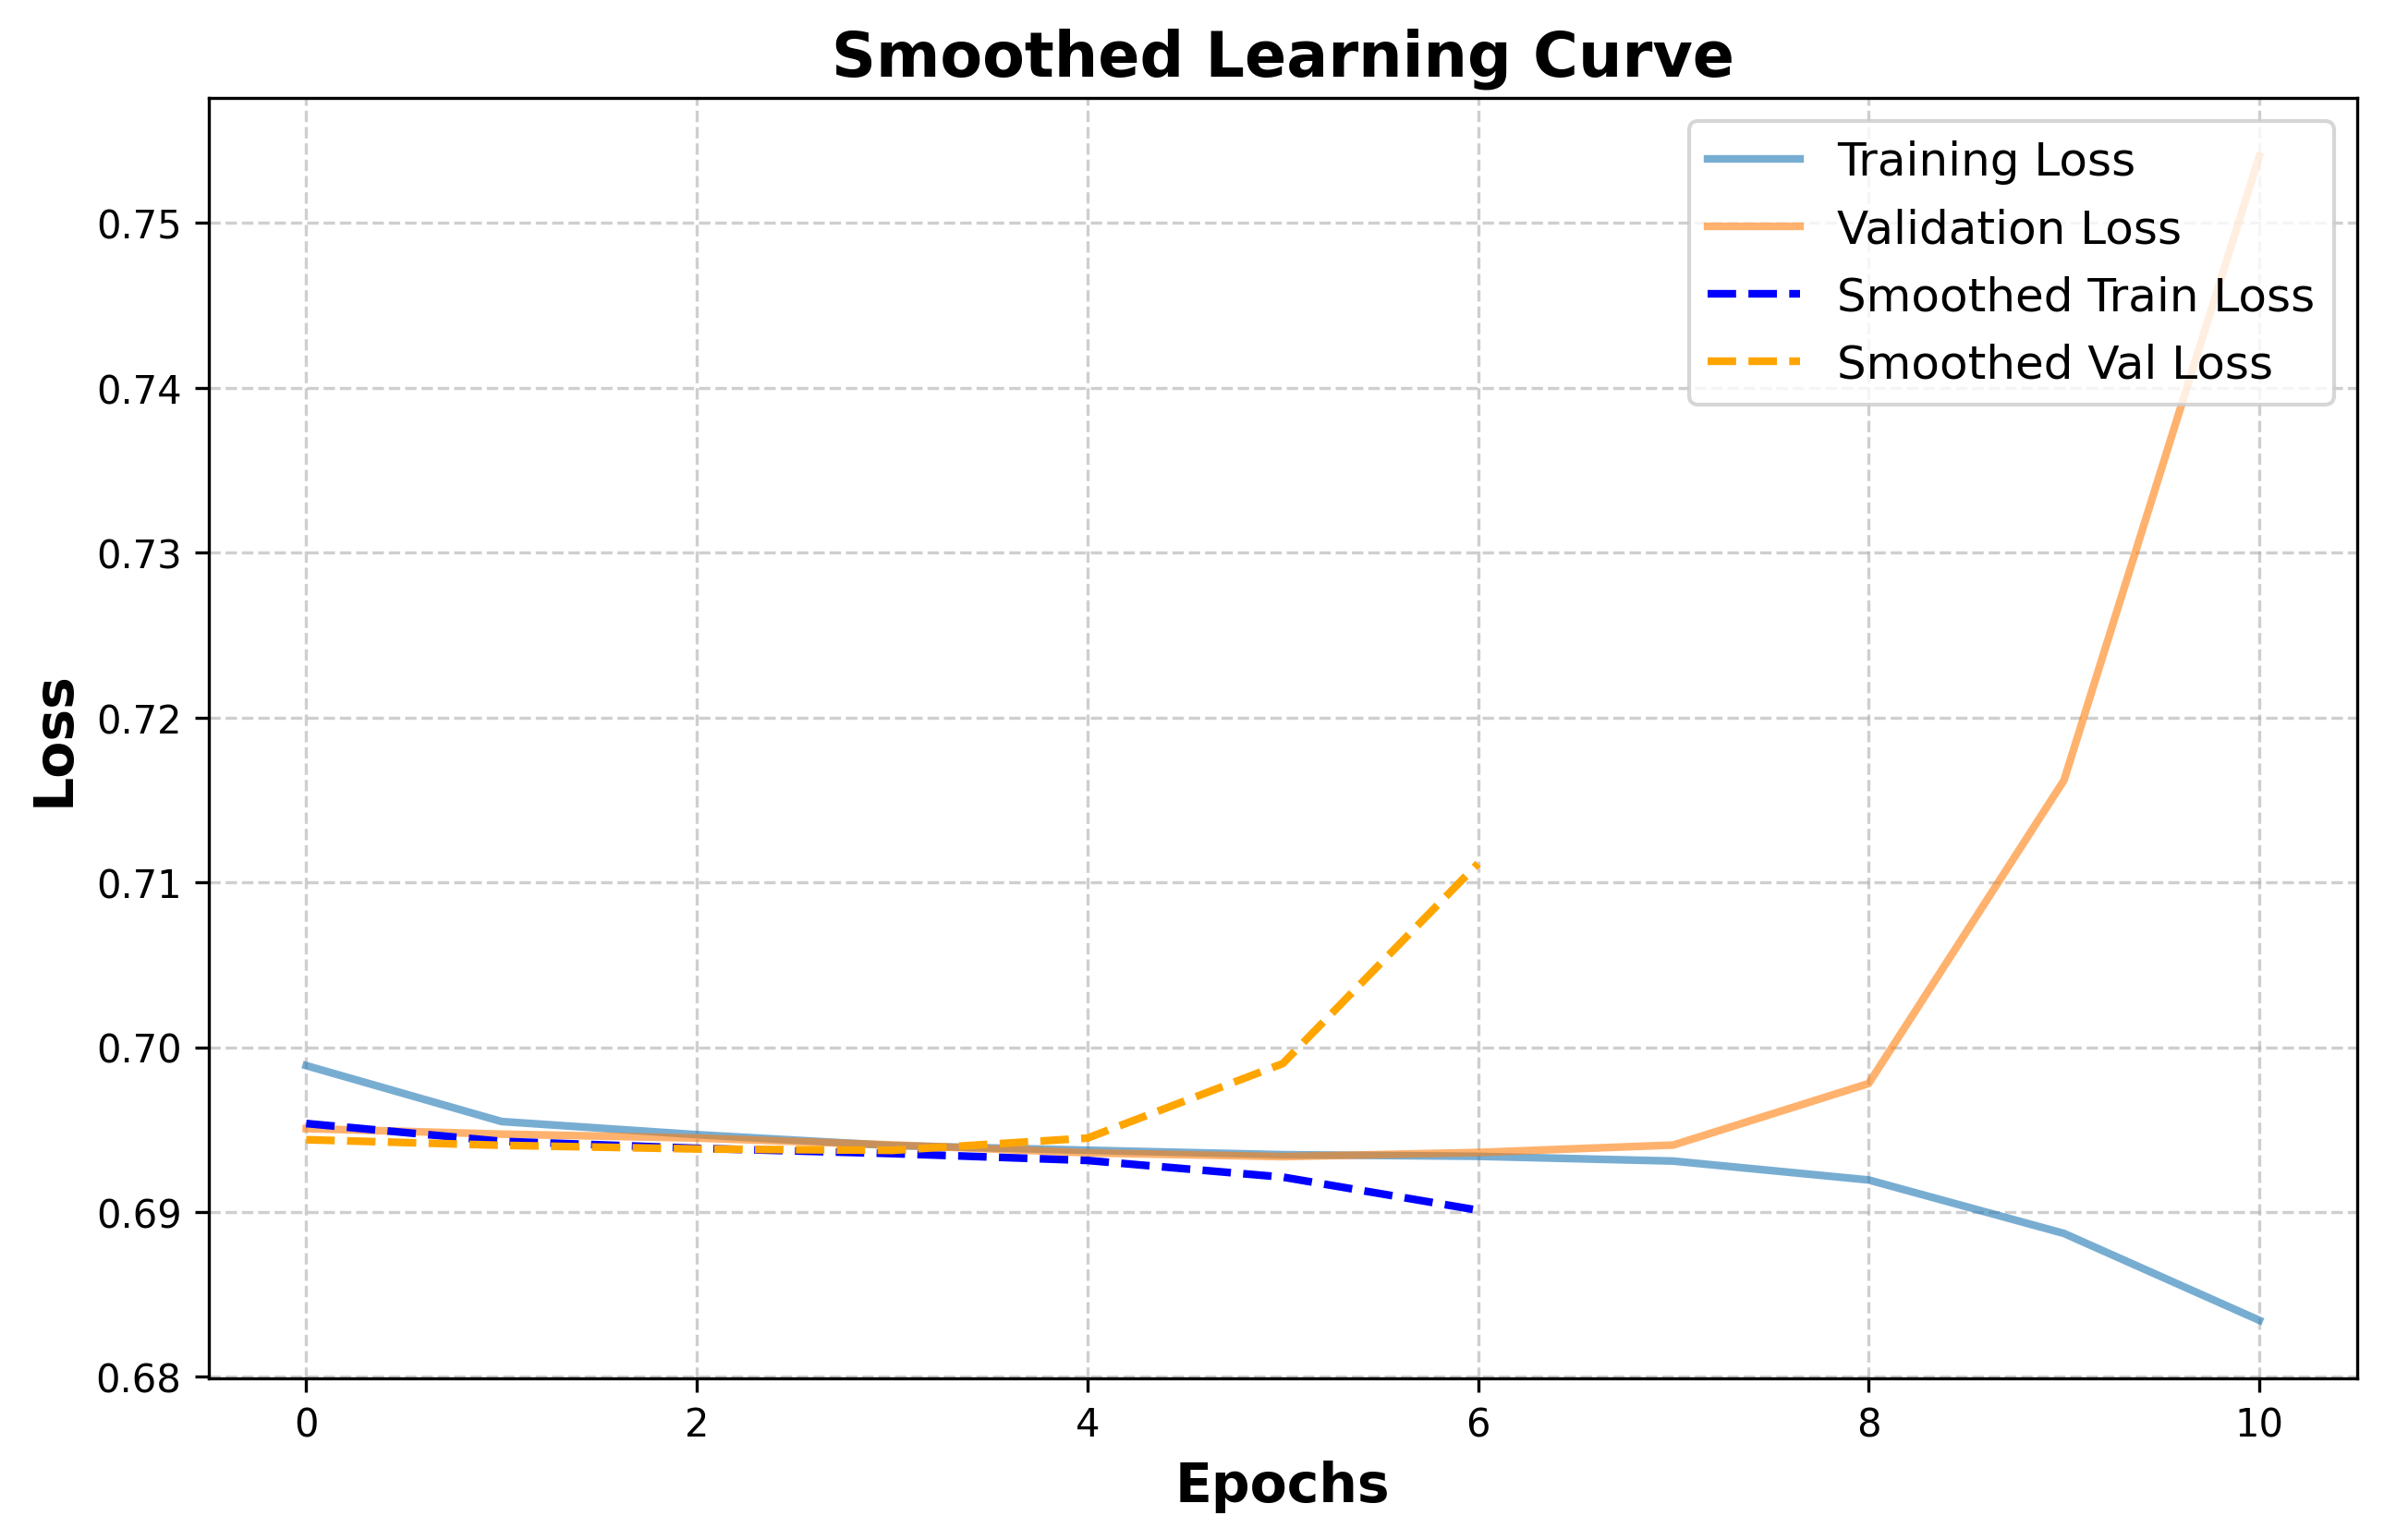 Smoothed Learning Curve
Training Loss
Validation Loss
Smoothed Train Loss
Smoothed Val Loss
Loss
0.75
0.74
0.73
0.72
0.71
0.70
0.69
0.68
0 2 4 6 8 10
Epochs